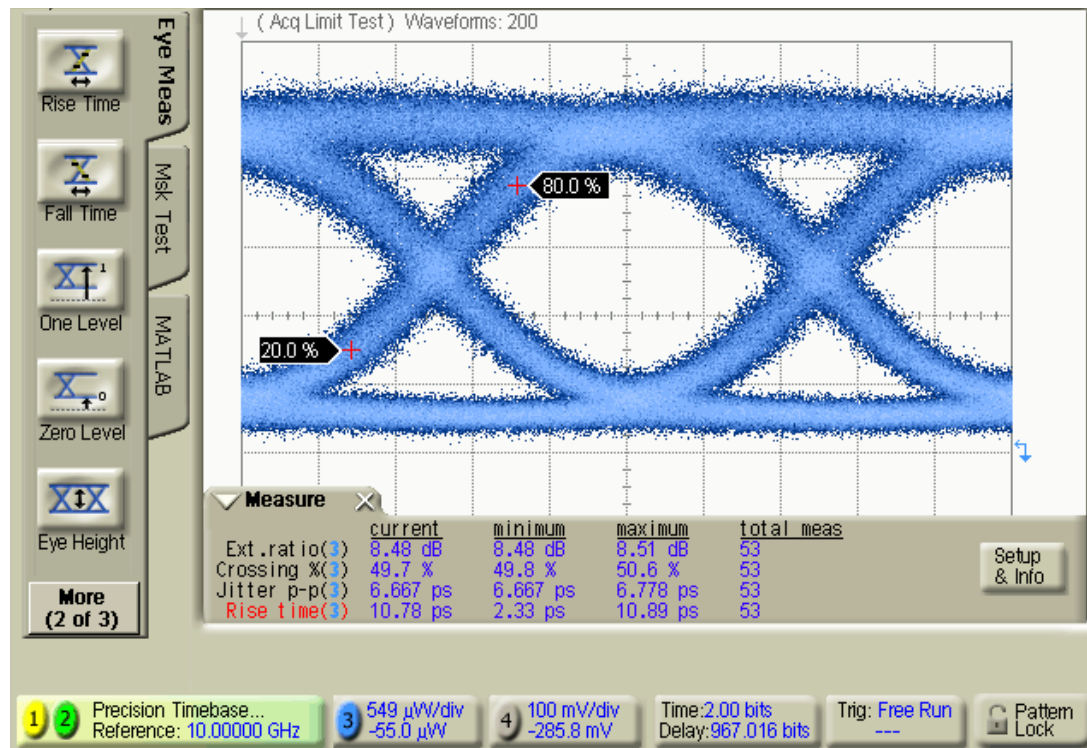 ( Acq Limit Test ) Waveforms: 200
Eye Meas
Msk Test
MATLAB
Rise Time
Fall Time
One Level
Zero Level
Eye Height
More
(2 of 3)
1
0
80.0 %
20.0 %
Measure
current minimum maximum total meas
Ext.ratio(3) 8.48 dB 8.48 dB 8.51 dB 53
Crossing %(3) 49.7 % 49.8 % 50.6 % 53
Jitter p-p(3) 6.667 ps 6.667 ps 6.778 ps 53
Rise time(3) 10.78 ps 2.33 ps 10.89 ps 53
Setup
& Info
1 2 Precision Timebase...
Reference: 10.00000 GHz
3 549 µW/div
-55.0 µW
4 100 mV/div
-285.8 mV
Time:2.00 bits
Delay:967.016 bits
Trig: Free Run
---
Pattern
Lock